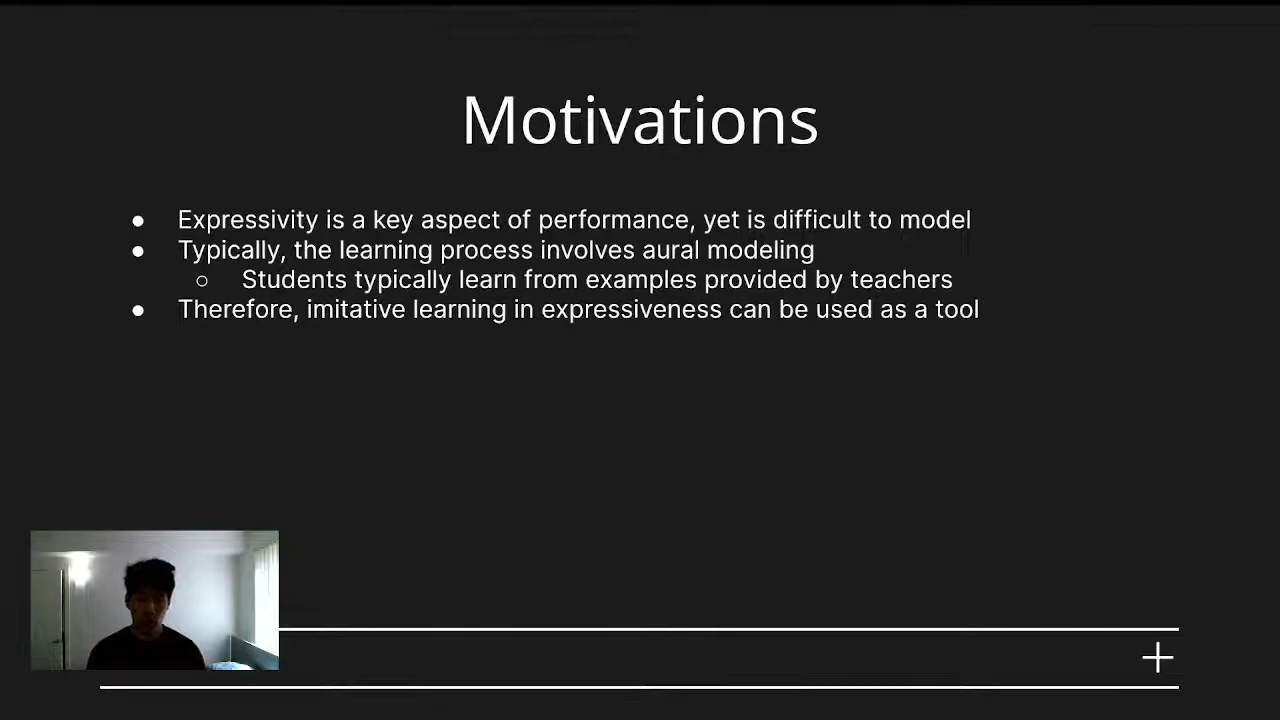 Motivations
● Expressivity is a key aspect of performance, yet is difficult to model
● Typically, the learning process involves aural modeling
○ Students typically learn from examples provided by teachers
● Therefore, imitative learning in expressiveness can be used as a tool